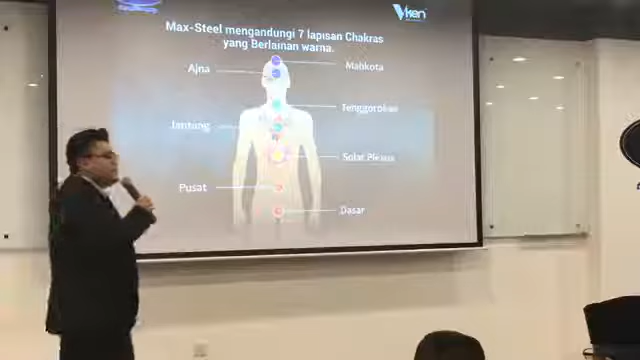 Vken
Max-Steel mengandungi 7 lapisan Chakras
yang Berlainan warna.
Ajna
Mahkota
Tenggorokan
Jantung
Solar Plexus
Pusat
Dasar